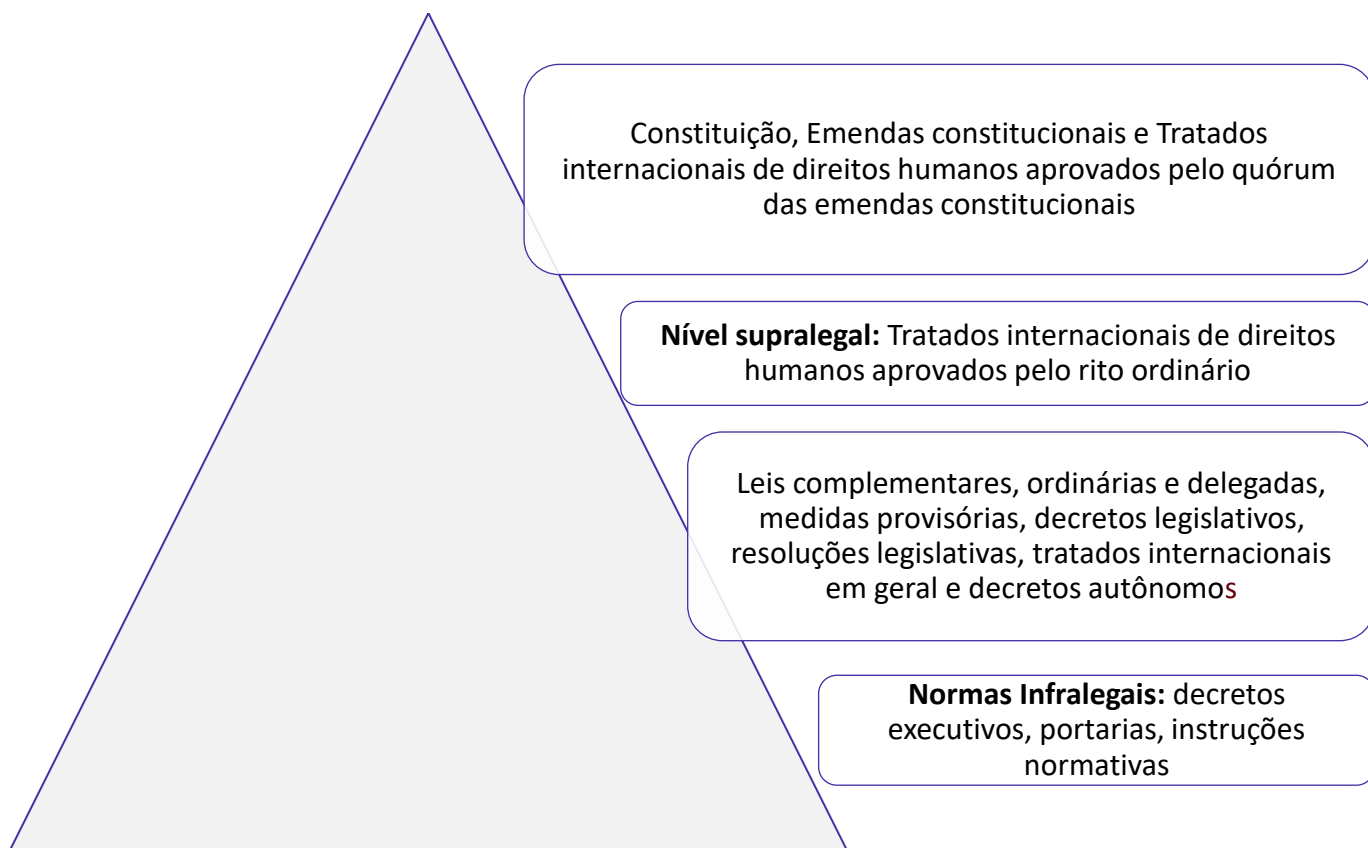 Constituição, Emendas constitucionais e Tratados
internacionais de direitos humanos aprovados pelo quórum
das emendas constitucionais
Nível supralegal: Tratados internacionais de direitos
humanos aprovados pelo rito ordinário
Leis complementares, ordinárias e delegadas,
medidas provisórias, decretos legislativos,
resoluções legislativas, tratados internacionais
em geral e decretos autônomos
Normas Infralegais: decretos
executivos, portarias, instruções
normativas